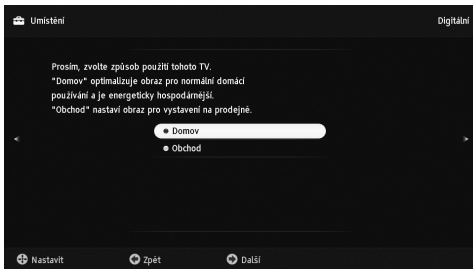 Umístění
Digitální
Prosím, zvolte způsob použití tohoto TV.
"Domov" optimalizuje obraz pro normální domácí
používání a je energeticky hospodárnější.
"Obchod" nastaví obraz pro vystavení na prodejně.
Domov
Obchod
Nastavit Zpět Další